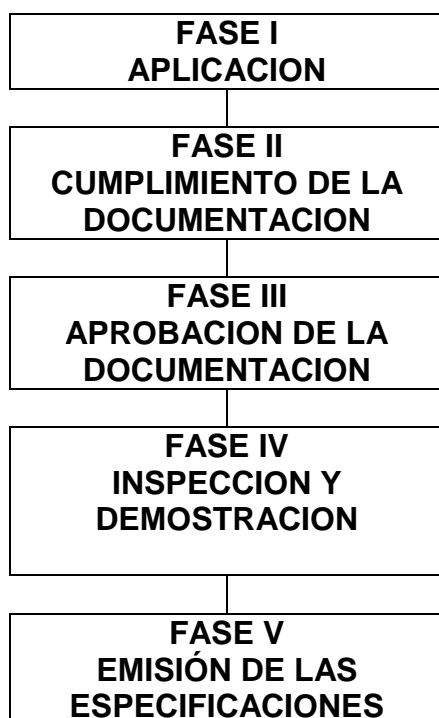 FASE I
APLICACION
FASE II
CUMPLIMIENTO DE LA
DOCUMENTACION
FASE III
APROBACION DE LA
DOCUMENTACION
FASE IV
INSPECCION Y
DEMOSTRACION
FASE V
EMISIÓN DE LAS
ESPECIFICACIONES